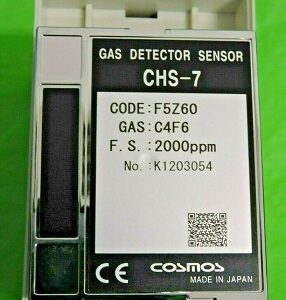 GAS DETECTOR SENSOR
CHS-7
CODE:F5Z60
GAS:C4F6
F.S.:2000ppm
No.:K1203054
CE COSMOS
MADE IN JAPAN